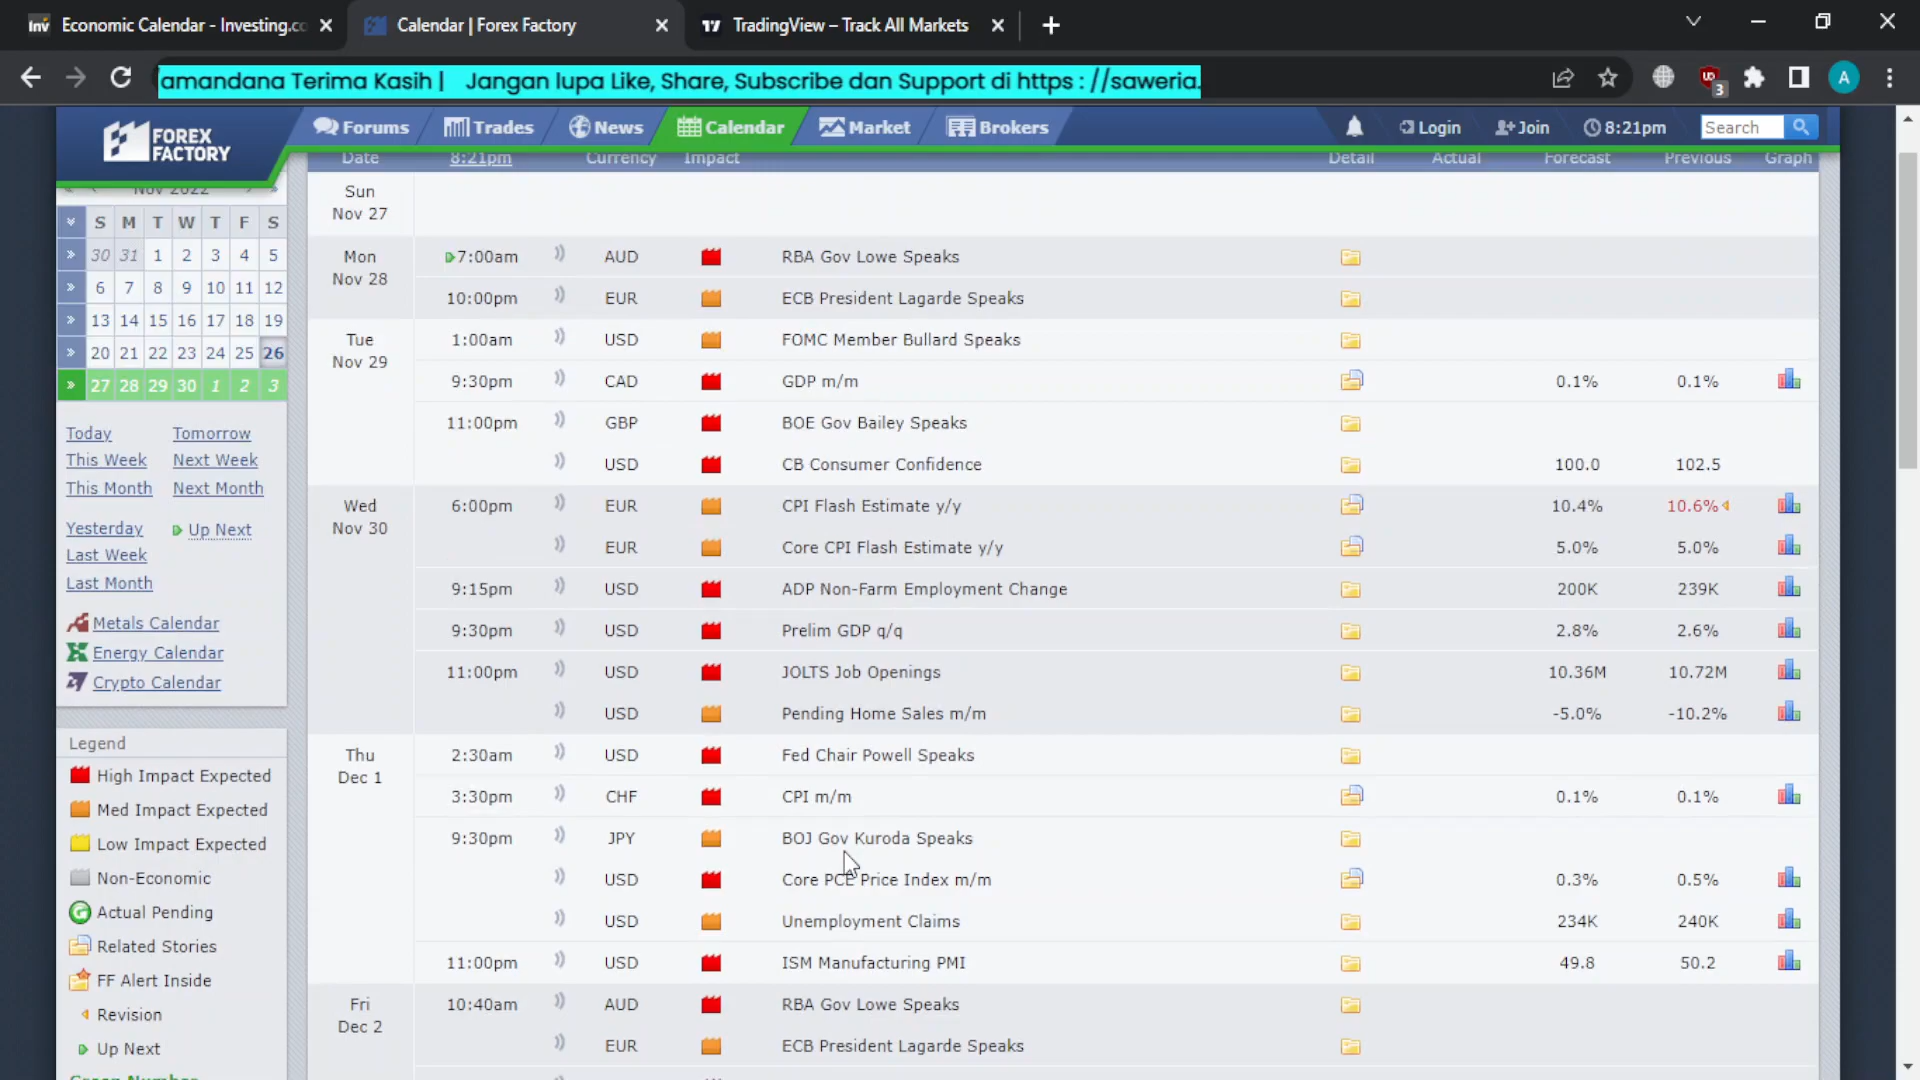 Economic Calendar - Investing.co
Calendar | Forex Factory
TradingView – Track All Markets
amandana Terima Kasih |    Jangan lupa Like, Share, Subscribe dan Support di https : //saweria.
3
A
FOREX FACTORY
Forums
Trades
News
Calendar
Market
Brokers
Login
Join
8:21pm
Search
Date 8:21pm Currency Impact Detail Actual Forecast Previous Graph
Nov 2022
S M T W T F S
30 31 1 2 3 4 5
6 7 8 9 10 11 12
13 14 15 16 17 18 19
20 21 22 23 24 25 26
27 28 29 30 1 2 3
Today Tomorrow
This Week Next Week
This Month Next Month
Yesterday Up Next
Last Week
Last Month
Metals Calendar
Energy Calendar
Crypto Calendar
Legend
High Impact Expected
Med Impact Expected
Low Impact Expected
Non-Economic
Actual Pending
Related Stories
FF Alert Inside
Revision
Up Next
Green Number
Sun
Nov 27
Mon
Nov 28
7:00am AUD RBA Gov Lowe Speaks
10:00pm EUR ECB President Lagarde Speaks
Tue
Nov 29
1:00am USD FOMC Member Bullard Speaks
9:30pm CAD GDP m/m 0.1% 0.1%
11:00pm GBP BOE Gov Bailey Speaks
USD CB Consumer Confidence 100.0 102.5
Wed
Nov 30
6:00pm EUR CPI Flash Estimate y/y 10.4% 10.6%
EUR Core CPI Flash Estimate y/y 5.0% 5.0%
9:15pm USD ADP Non-Farm Employment Change 200K 239K
9:30pm USD Prelim GDP q/q 2.8% 2.6%
11:00pm USD JOLTS Job Openings 10.36M 10.72M
USD Pending Home Sales m/m -5.0% -10.2%
Thu
Dec 1
2:30am USD Fed Chair Powell Speaks
3:30pm CHF CPI m/m 0.1% 0.1%
9:30pm JPY BOJ Gov Kuroda Speaks
USD Core PCE Price Index m/m 0.3% 0.5%
USD Unemployment Claims 234K 240K
11:00pm USD ISM Manufacturing PMI 49.8 50.2
Fri
Dec 2
10:40am AUD RBA Gov Lowe Speaks
EUR ECB President Lagarde Speaks